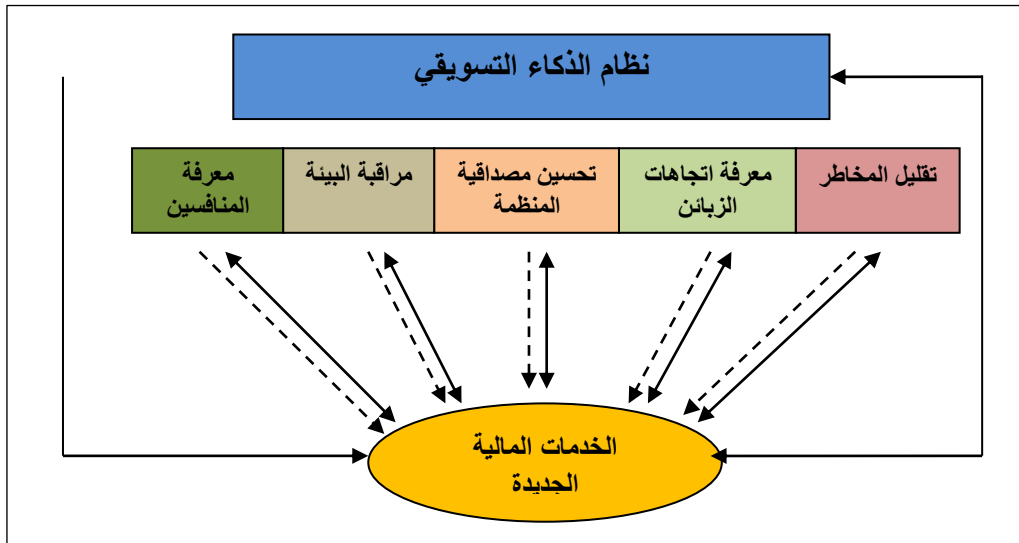 نظام الذكاء التسويقي
تقليل المخاطر
معرفة اتجاهات
الزبائن
تحسين مصداقية
المنظمة
مراقبة البيئة
معرفة
المنافسين
الخدمات المالية
الجديدة